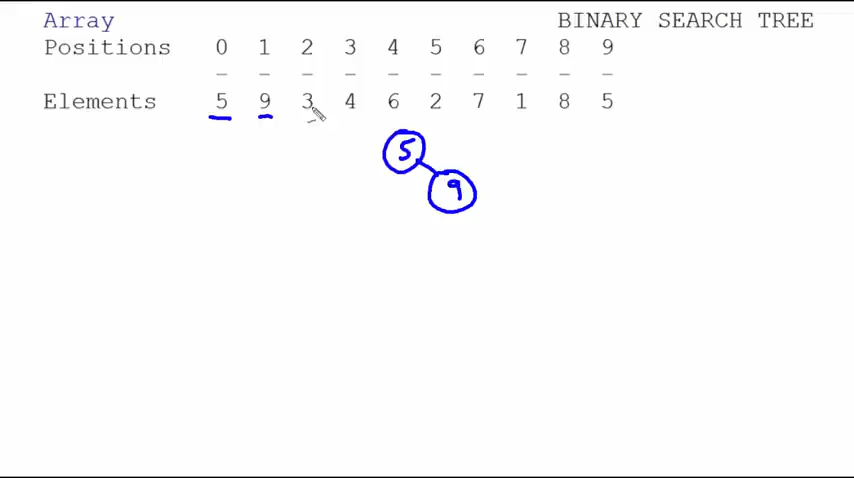 Array BINARY SEARCH TREE
Positions 0 1 2 3 4 5 6 7 8 9
_ _ _ _ _ _ _ _ _ _
Elements 5 9 3 4 6 2 7 1 8 5
5
9